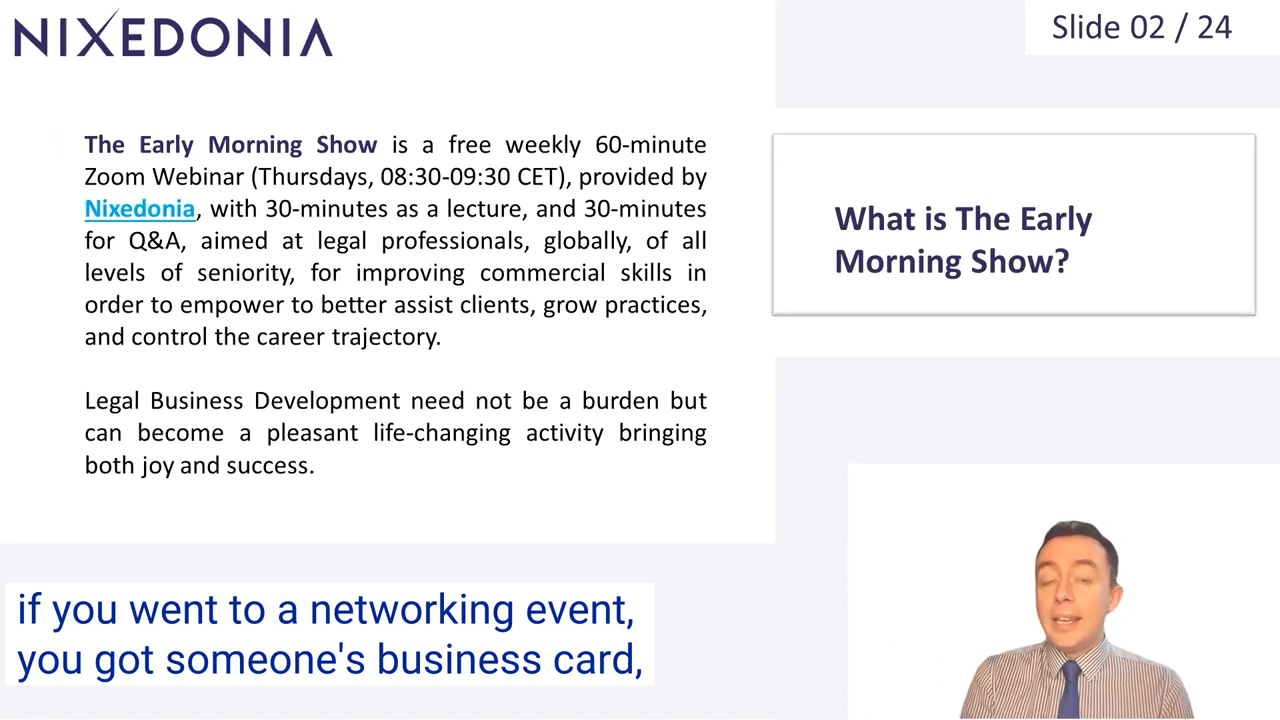 NIXEDONIA
Slide 02 / 24
The Early Morning Show is a free weekly 60-minute
Zoom Webinar (Thursdays, 08:30-09:30 CET), provided by
Nixedonia, with 30-minutes as a lecture, and 30-minutes
for Q&A, aimed at legal professionals, globally, of all
levels of seniority, for improving commercial skills in
order to empower to better assist clients, grow practices,
and control the career trajectory.
Legal Business Development need not be a burden but
can become a pleasant life-changing activity bringing
both joy and success.
What is The Early
Morning Show?
if you went to a networking event,
you got someone's business card,